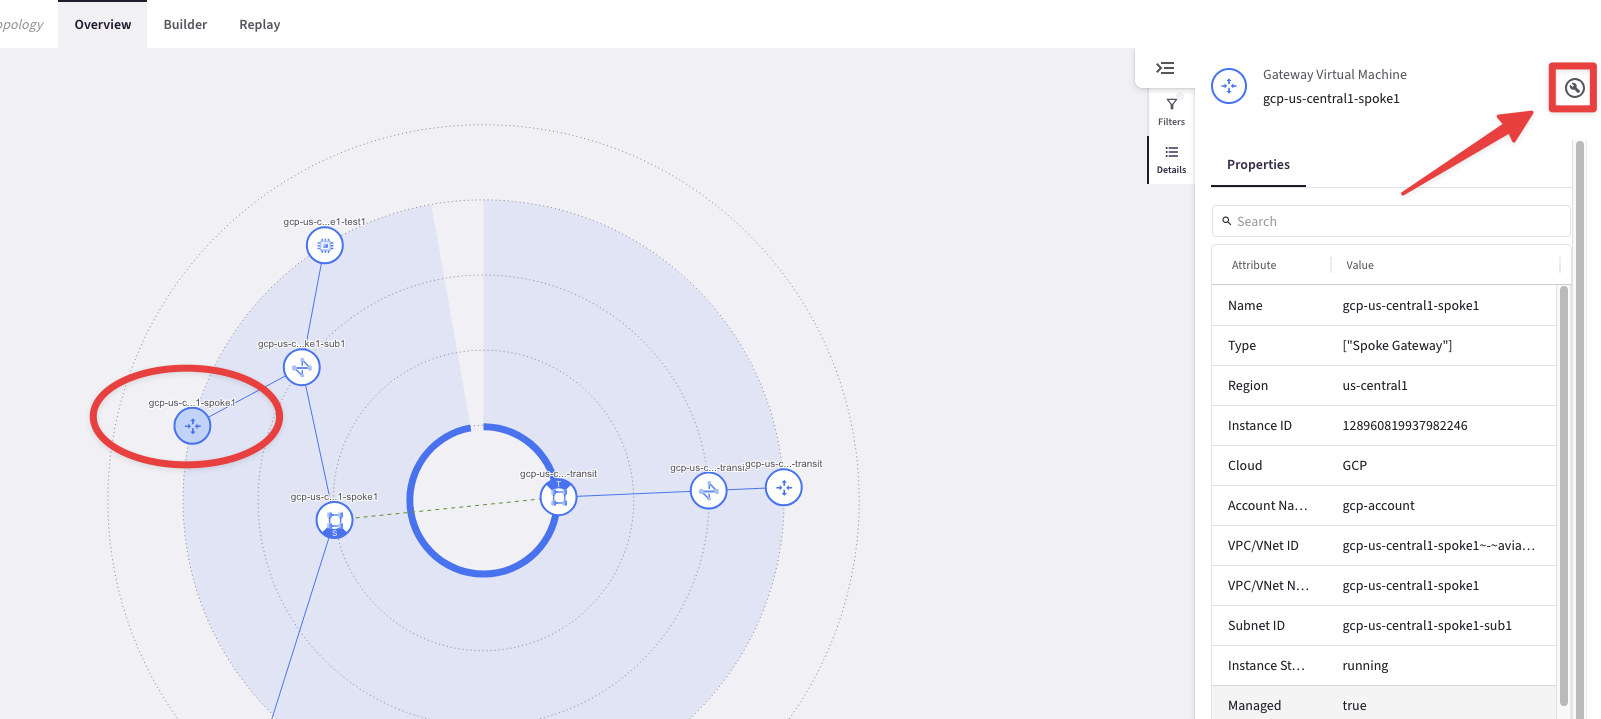 opology
Overview
Builder
Replay
Filters
Details
Gateway Virtual Machine
gcp-us-central1-spoke1
Properties
Search
Attribute Value
Name gcp-us-central1-spoke1
Type ["Spoke Gateway"]
Region us-central1
Instance ID 128960819937982246
Cloud GCP
Account Na... gcp-account
VPC/VNet ID gcp-us-central1-spoke1~-~avia...
VPC/VNet N... gcp-us-central1-spoke1
Subnet ID gcp-us-central1-spoke1-sub1
Instance St... running
Managed true
gcp-us-c...e1-test1
gcp-us-c...ke1-sub1
gcp-us-c...1-spoke1
gcp-us-c...-transit
T
gcp-us-c...-transi
gcp-us-c...-transit
gcp-us-c...1-spoke1
S